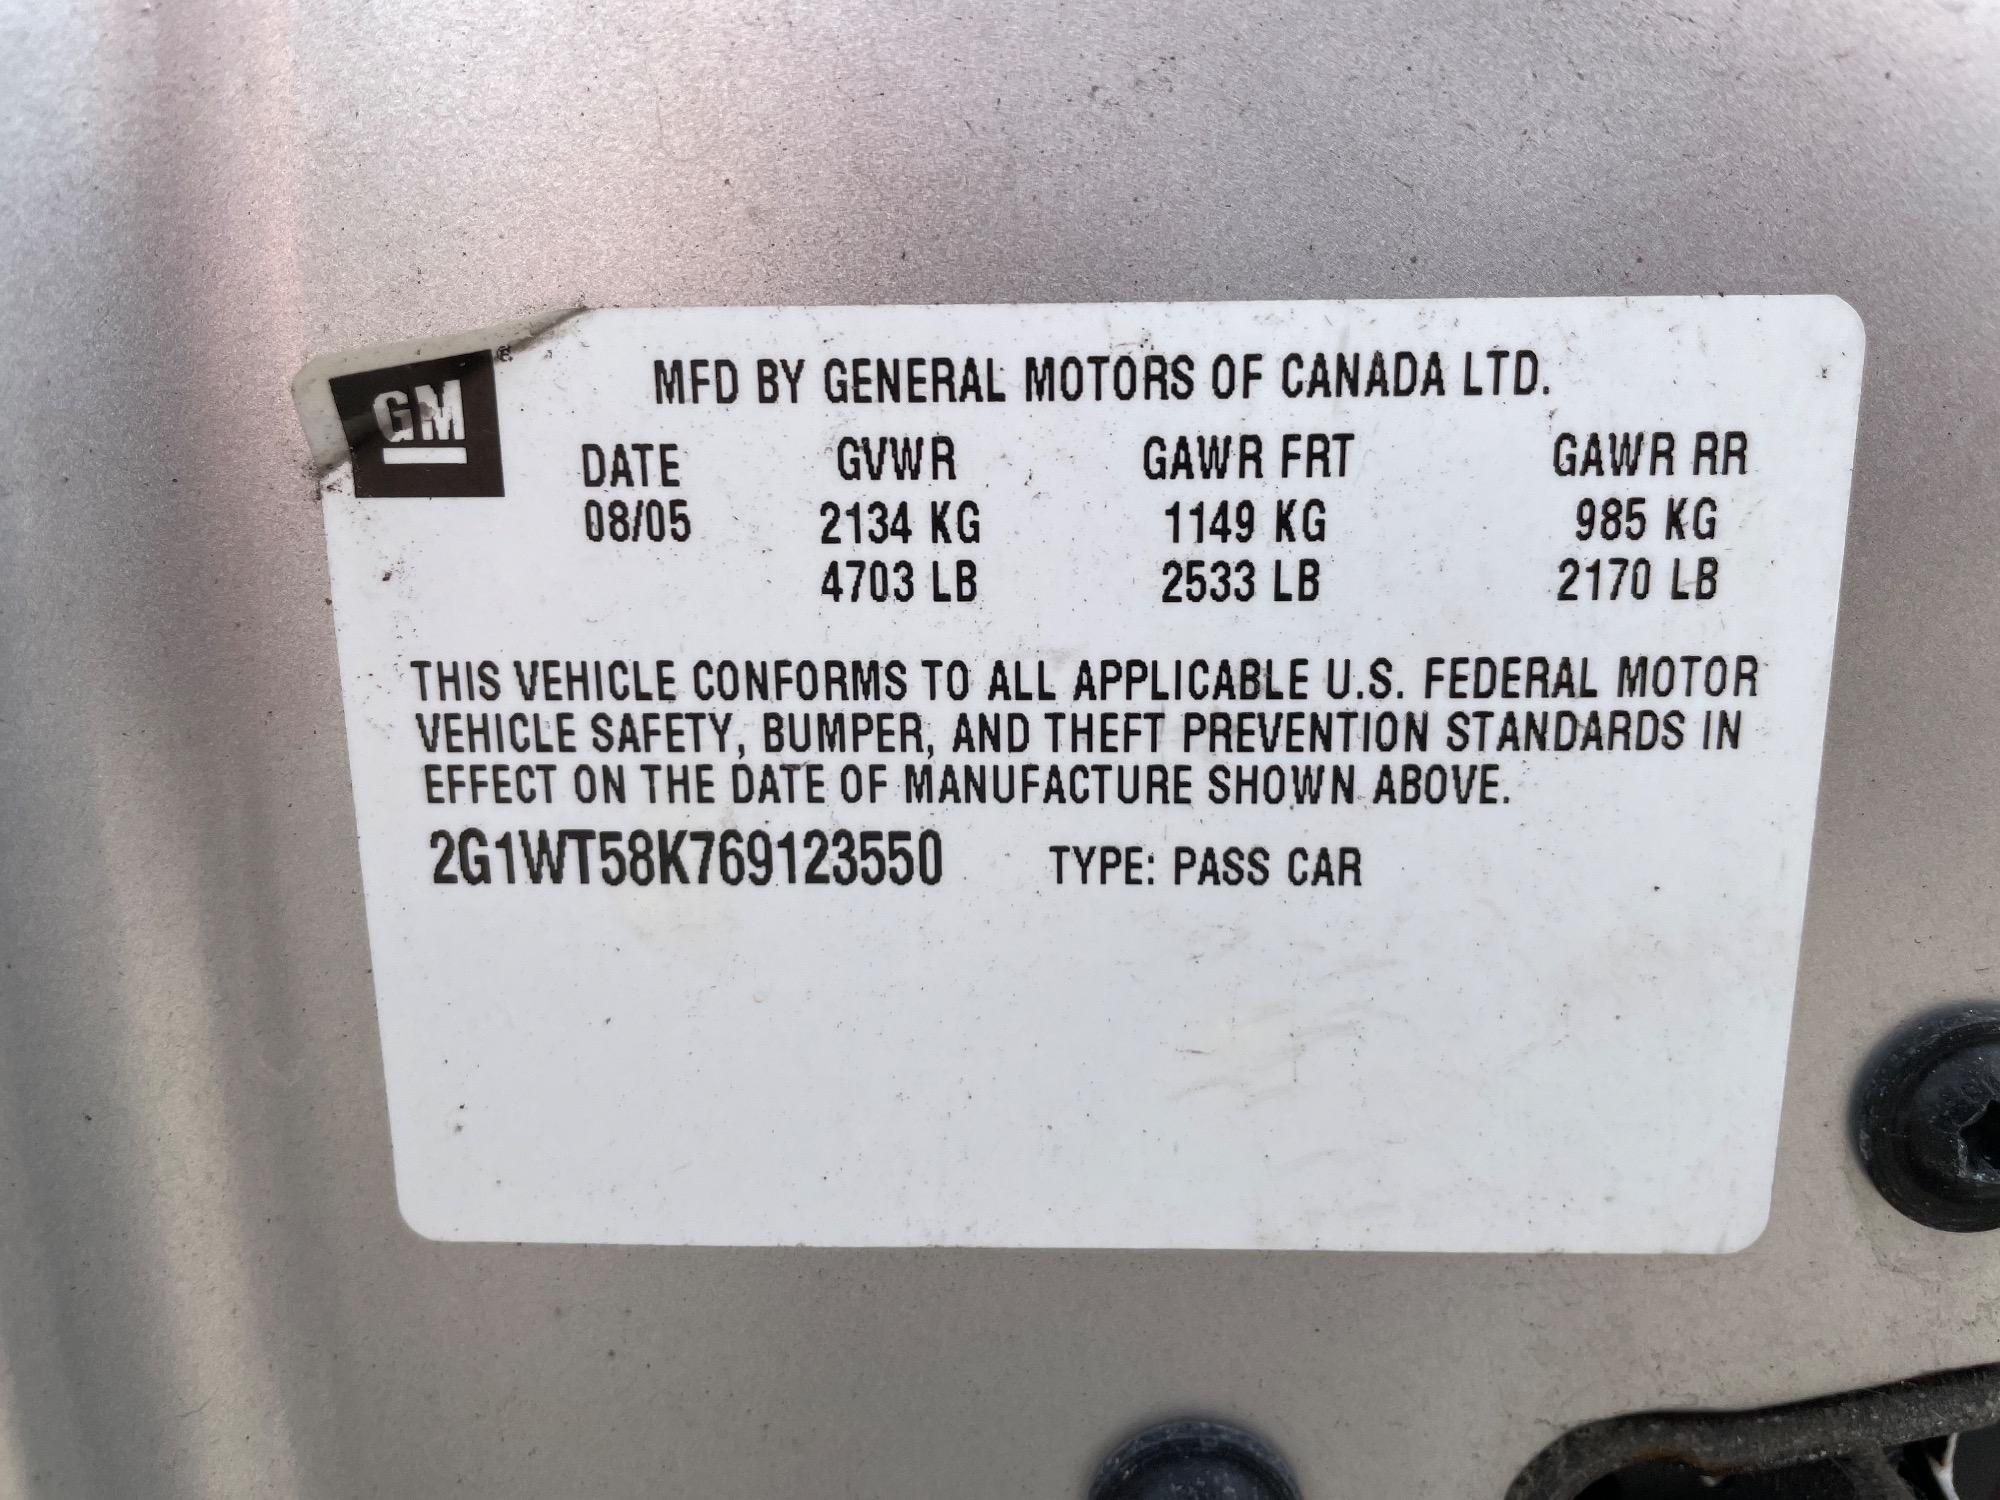 GM®
MFD BY GENERAL MOTORS OF CANADA LTD.
DATE GVWR GAWR FRT GAWR RR
08/05 2134 KG 1149 KG 985 KG
4703 LB 2533 LB 2170 LB
THIS VEHICLE CONFORMS TO ALL APPLICABLE U.S. FEDERAL MOTOR
VEHICLE SAFETY, BUMPER, AND THEFT PREVENTION STANDARDS IN
EFFECT ON THE DATE OF MANUFACTURE SHOWN ABOVE.
2G1WT58K769123550 TYPE: PASS CAR